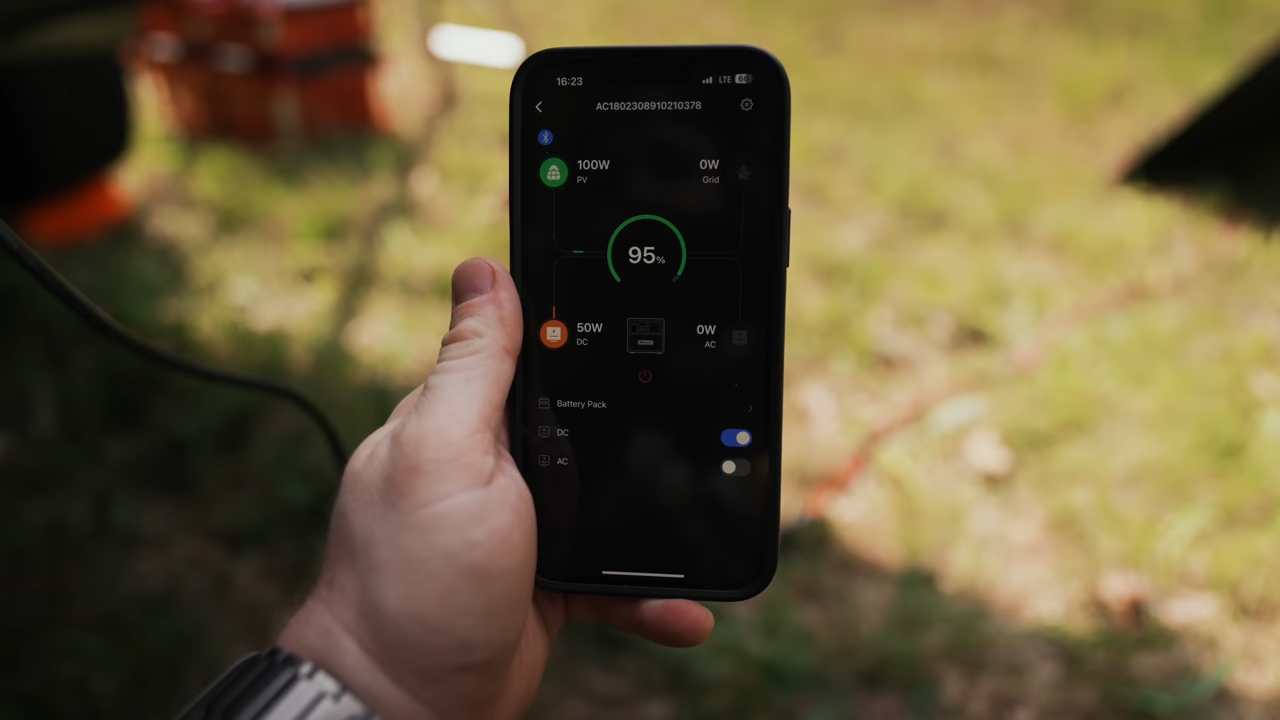 16:23 LTE
AC1802308910210378
100W
PV
0W
Grid
95%
50W
DC
0W
AC
Battery Pack
DC
AC